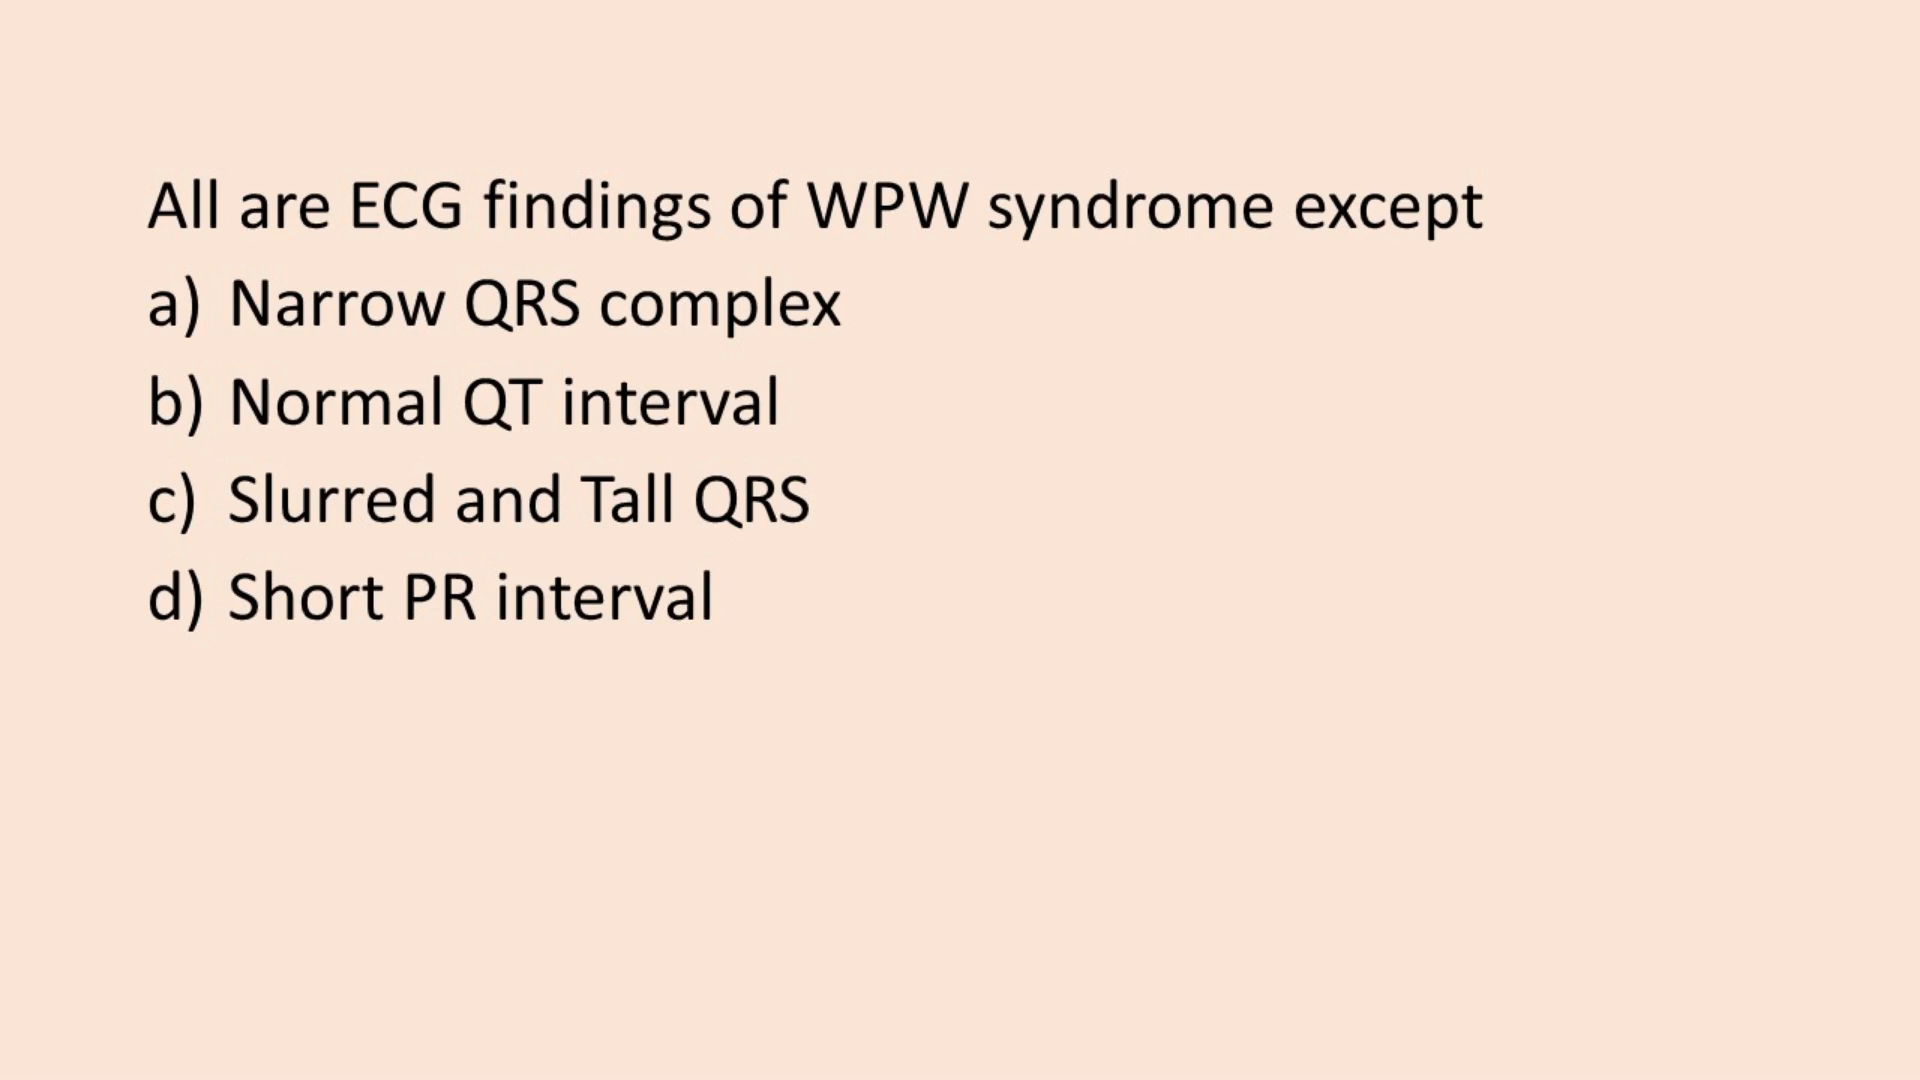 All are ECG findings of WPW syndrome except
a) Narrow QRS complex
b) Normal QT interval
c) Slurred and Tall QRS
d) Short PR interval